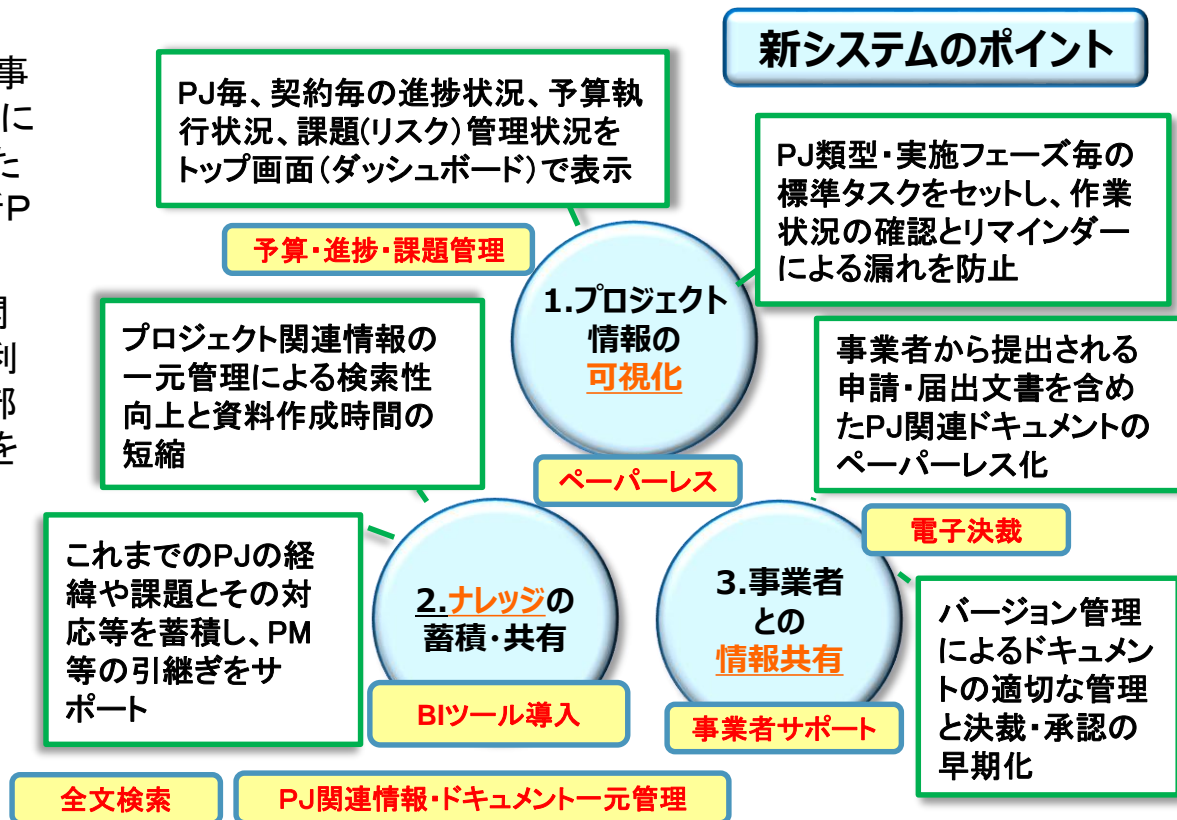 新システムのポイント
事
に
た
P
関
利
部
を
PJ毎、契約毎の進捗状況、予算執
行状況、課題(リスク)管理状況を
トップ画面(ダッシュボード)で表示
予算・進捗・課題管理
PJ類型・実施フェーズ毎の
標準タスクをセットし、作業
状況の確認とリマインダー
による漏れを防止
1.プロジェクト
情報の
可視化
プロジェクト関連情報の
一元管理による検索性
向上と資料作成時間の
短縮
事業者から提出される
申請・届出文書を含め
たPJ関連ドキュメントの
ペーパーレス化
ペーパーレス
電子決裁
これまでのPJの経
緯や課題とその対
応等を蓄積し、PM
等の引継ぎをサ
ポート
2.ナレッジの
蓄積・共有
BIツール導入
3.事業者
との
情報共有
事業者サポート
バージョン管理
によるドキュメン
トの適切な管理
と決裁・承認の
早期化
全文検索
PJ関連情報・ドキュメント一元管理